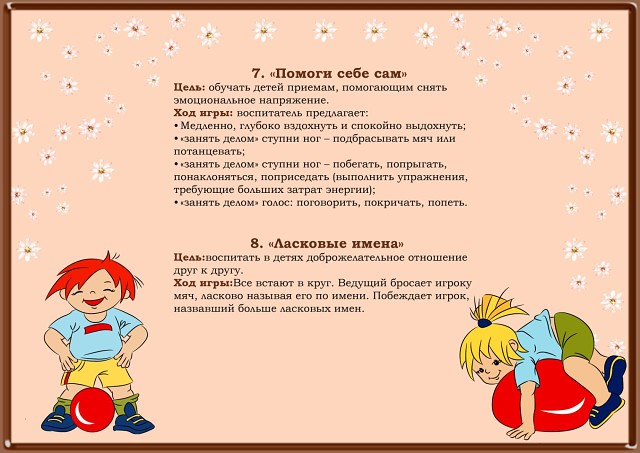 7. «Помоги себе сам»
Цель: обучать детей приемам, помогающим снять
эмоциональное напряжение.
Ход игры: воспитатель предлагает:
•Медленно, глубоко вздохнуть и спокойно выдохнуть;
•«занять делом» ступни ног – подбрасывать мяч или
потанцевать;
•«занять делом» ступни ног – побегать, попрыгать,
понаклоняться, поприседать (выполнить упражнения,
требующие больших затрат энергии);
•«занять делом» голос: поговорить, покричать, попеть.
8. «Ласковые имена»
Цель:воспитать в детях доброжелательное отношение
друг к другу.
Ход игры:Все встают в круг. Ведущий бросает игроку
мяч, ласково называя его по имени. Побеждает игрок,
назвавший больше ласковых имен.